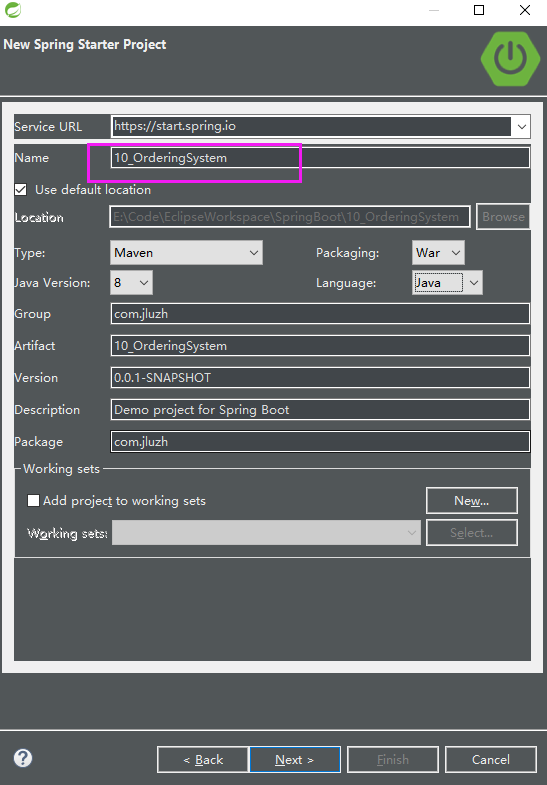 New Spring Starter Project
Service URL https://start.spring.io
Name 10_OrderingSystem
Use default location
Location E:\Code\EclipseWorkspace\SpringBoot\10_OrderingSystem Browse
Type: Maven Packaging: War
Java Version: 8 Language: Java
Group com.jluzh
Artifact 10_OrderingSystem
Version 0.0.1-SNAPSHOT
Description Demo project for Spring Boot
Package com.jluzh
Working sets
Add project to working sets New...
Working sets: Select...
? < Back Next > Finish Cancel